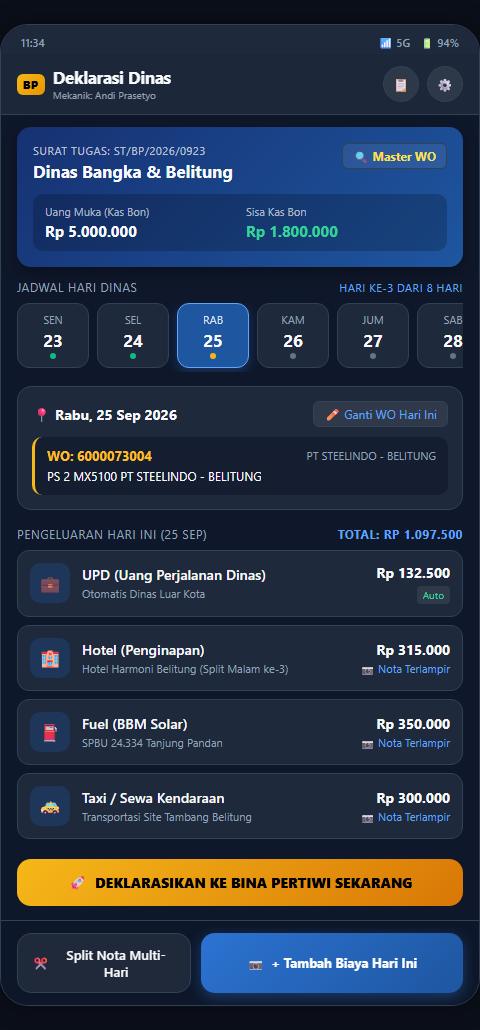 11:34
5G
94%
BP
Deklarasi Dinas
Mekanik: Andi Prasetyo
SURAT TUGAS: ST/BP/2026/0923
Dinas Bangka & Belitung
Master WO
Uang Muka (Kas Bon)
Rp 5.000.000
Sisa Kas Bon
Rp 1.800.000
JADWAL HARI DINAS
HARI KE-3 DARI 8 HARI
SEN
23
SEL
24
RAB
25
KAM
26
JUM
27
SAB
28
Rabu, 25 Sep 2026
Ganti WO Hari Ini
WO: 6000073004
PT STEELINDO - BELITUNG
PS 2 MX5100 PT STEELINDO - BELITUNG
PENGELUARAN HARI INI (25 SEP)
TOTAL: RP 1.097.500
UPD (Uang Perjalanan Dinas)
Otomatis Dinas Luar Kota
Rp 132.500
Auto
Hotel (Penginapan)
Hotel Harmoni Belitung (Split Malam ke-3)
Rp 315.000
Nota Terlampir
Fuel (BBM Solar)
SPBU 24.334 Tanjung Pandan
Rp 350.000
Nota Terlampir
Taxi / Sewa Kendaraan
Transportasi Site Tambang Belitung
Rp 300.000
Nota Terlampir
DEKLARASIKAN KE BINA PERTIWI SEKARANG
Split Nota Multi-
Hari
+ Tambah Biaya Hari Ini